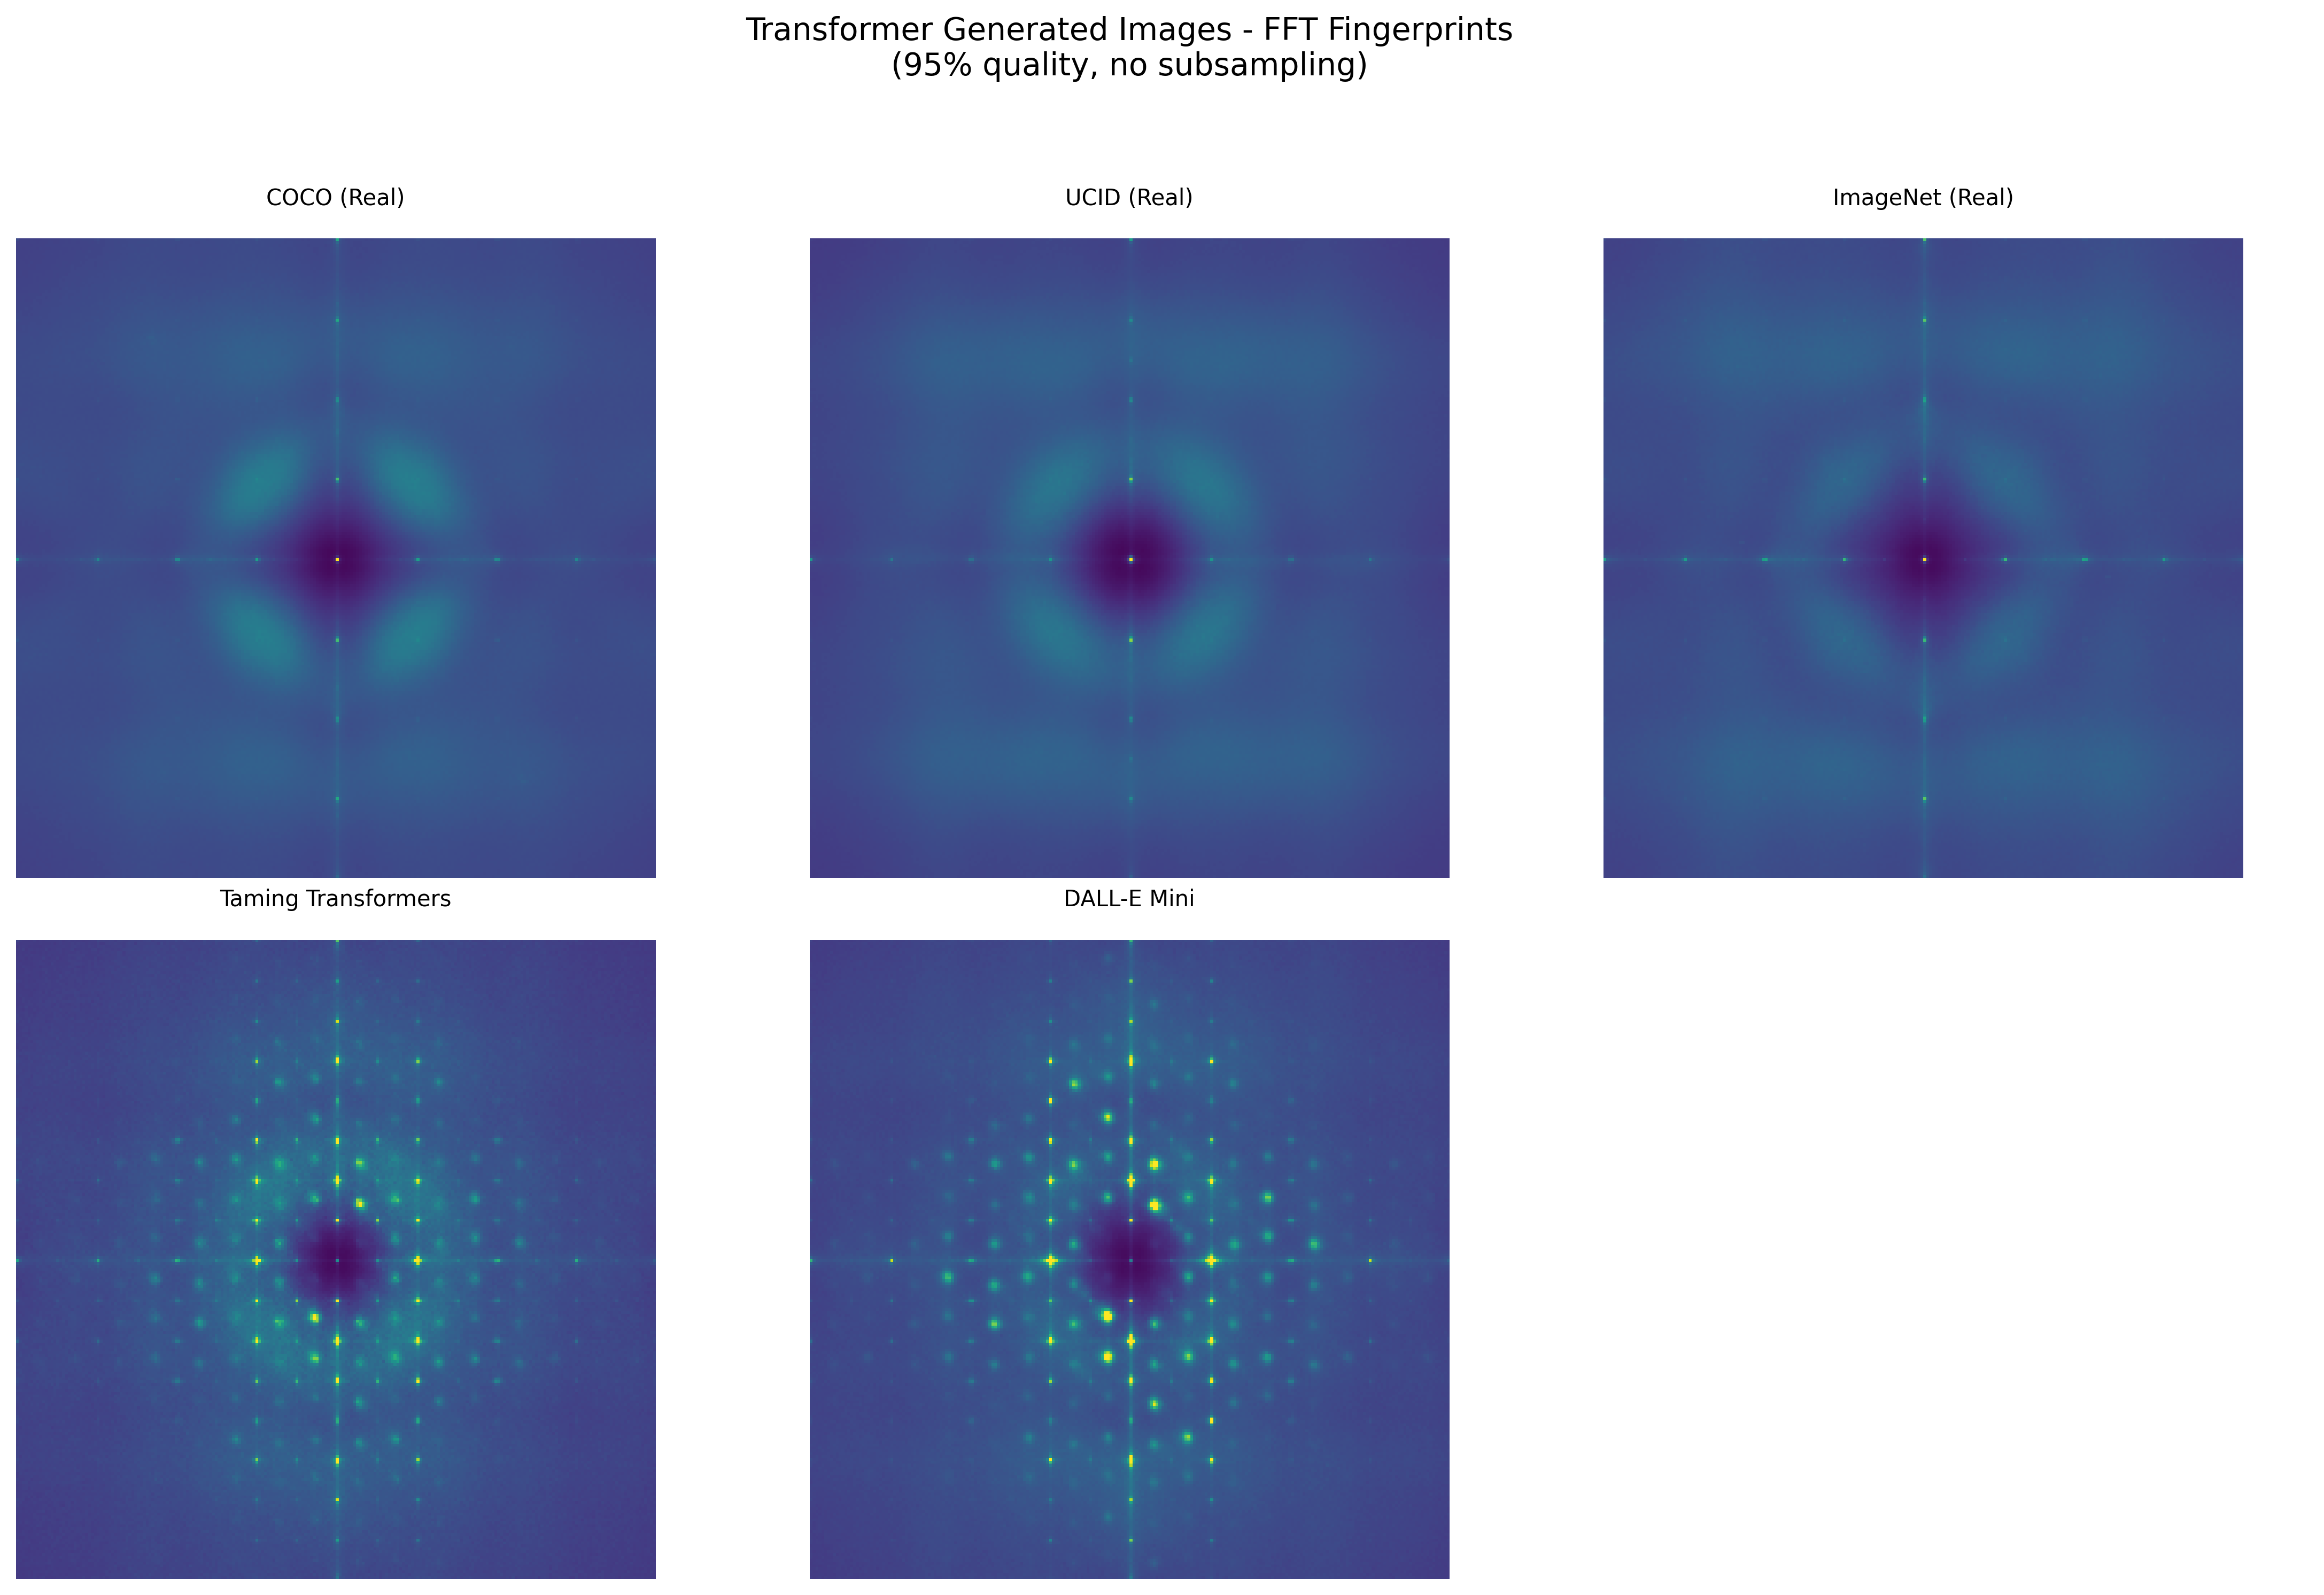 Transformer Generated Images - FFT Fingerprints
(95% quality, no subsampling)
COCO (Real)
UCID (Real)
ImageNet (Real)
Taming Transformers
DALL-E Mini